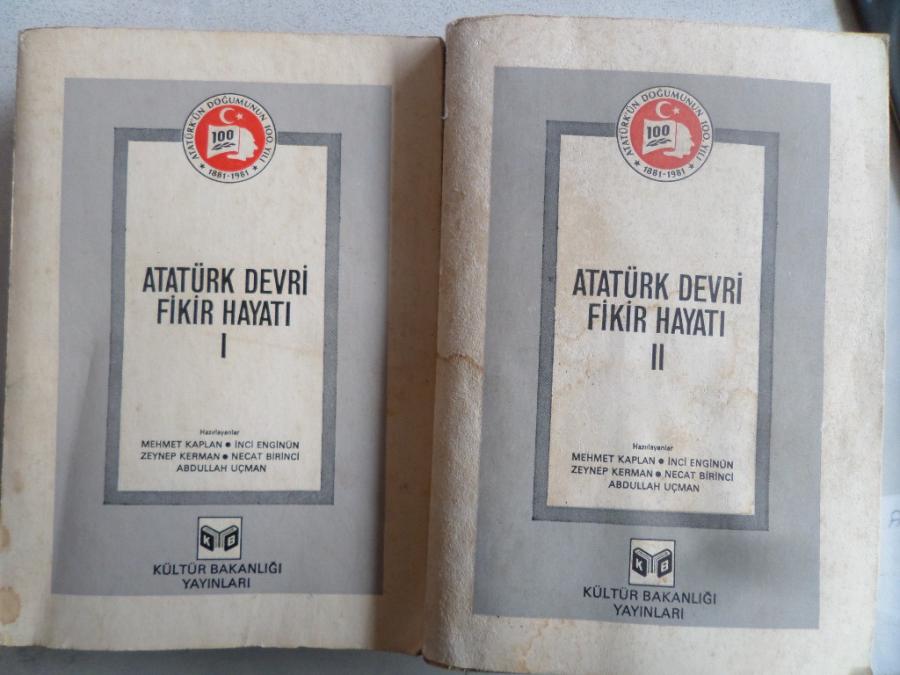 ATATÜRK'ÜN DOĞUMUNUN 100. YILI
100
★ 1881-1981 ★
ATATÜRK DEVRİ
FİKİR HAYATI
I
Hazırlayanlar
MEHMET KAPLAN ● İNCİ ENGİNÜN
ZEYNEP KERMAN ● NECAT BİRİNCİ
ABDULLAH UÇMAN
K B
KÜLTÜR BAKANLIĞI
YAYINLARI
ATATÜRK'ÜN DOĞUMUNUN 100. YILI
100
★ 1881-1981 ★
ATATÜRK DEVRİ
FİKİR HAYATI
II
Hazırlayanlar
MEHMET KAPLAN ● İNCİ ENGİNÜN
ZEYNEP KERMAN ● NECAT BİRİNCİ
ABDULLAH UÇMAN
K B
KÜLTÜR BAKANLIĞI
YAYINLARI